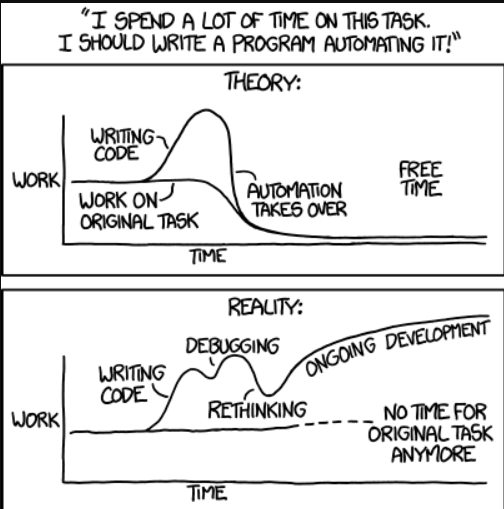 "I SPEND A LOT OF TIME ON THIS TASK.
I SHOULD WRITE A PROGRAM AUTOMATING IT!"
THEORY:
WRITING
CODE
WORK
WORK ON
ORIGINAL TASK
AUTOMATION
TAKES OVER
FREE
TIME
TIME
REALITY:
DEBUGGING
WRITING
CODE
RETHINKING
ONGOING DEVELOPMENT
WORK
NO TIME FOR
ORIGINAL TASK
ANYMORE
TIME